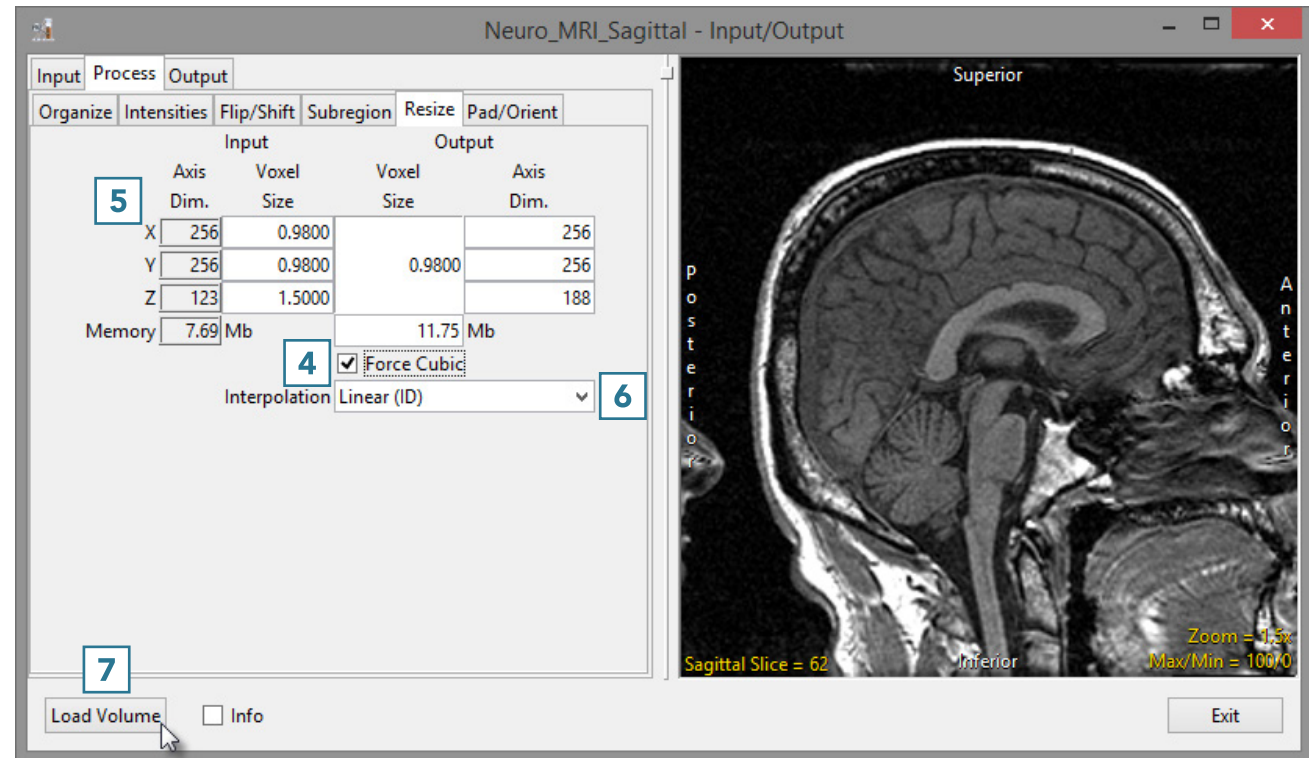 Neuro_MRI_Sagittal - Input/Output
Input Process Output
Organize Intensities Flip/Shift Subregion Resize Pad/Orient
Input Output
Axis Voxel Voxel Axis
5 Dim. Size Size Dim.
X 256 0.9800 256
Y 256 0.9800 0.9800 256
Z 123 1.5000 188
Memory 7.69 Mb 11.75 Mb
4 Force Cubic
Interpolation Linear (ID) 6
7
Load Volume Info Exit
Superior
Posterior
Anterior
Zoom = 1.5x
Sagittal Slice = 62 Inferior Max/Min = 100/0